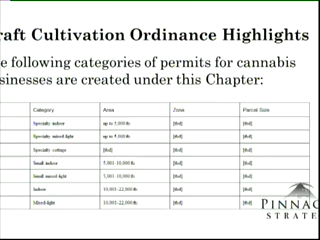 raft Cultivation Ordinance Highlights
e following categories of permits for cannabis
usinesses are created under this Chapter:
Category Area Zone Parcel Size
Specialty indoor up to 5,000 ft [tbd] [tbd]
Specialty mixed-light up to 5,000 ft [tbd] [tbd]
Specialty cottage [tbd] [tbd] [tbd]
Small indoor 5,001-10,000 ft [tbd] [tbd]
Small mixed-light 5,001-10,000 ft [tbd] [tbd]
Indoor 10,001-22,000 ft [tbd] [tbd]
Mixed-light 10,001-22,000 ft [tbd]
PINNAC
STRATE